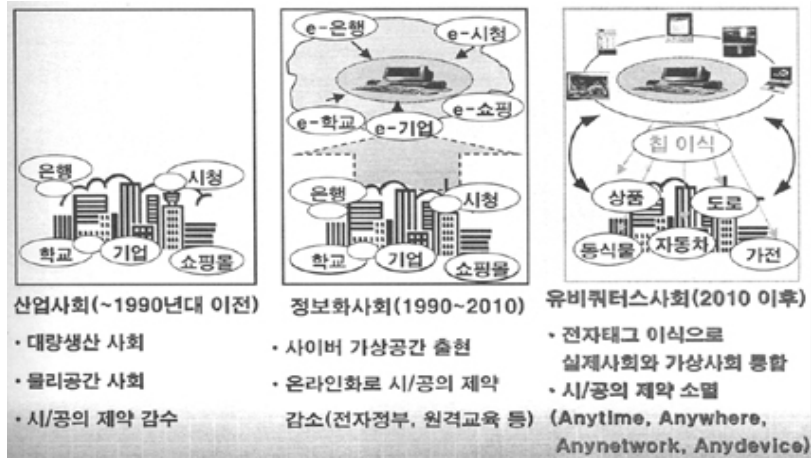 은행
시청
학교
기업
쇼핑몰
산업사회(~1990년대 이전)
· 대량생산 사회
· 물리공간 사회
· 시/공의 제약 감수
e-은행
e-시청
e-학교
e-기업
e-쇼핑
은행
시청
학교
기업
쇼핑몰
정보화사회(1990~2010)
· 사이버 가상공간 출현
· 온라인화로 시/공의 제약
감소(전자정부, 원격교육 등)
칩 이식
상품
도로
동식물
자동차
가전
유비쿼터스사회(2010 이후)
· 전자태그 이식으로
실제사회와 가상사회 통합
· 시/공의 제약 소멸
(Anytime, Anywhere,
Anynetwork, Anydevice)